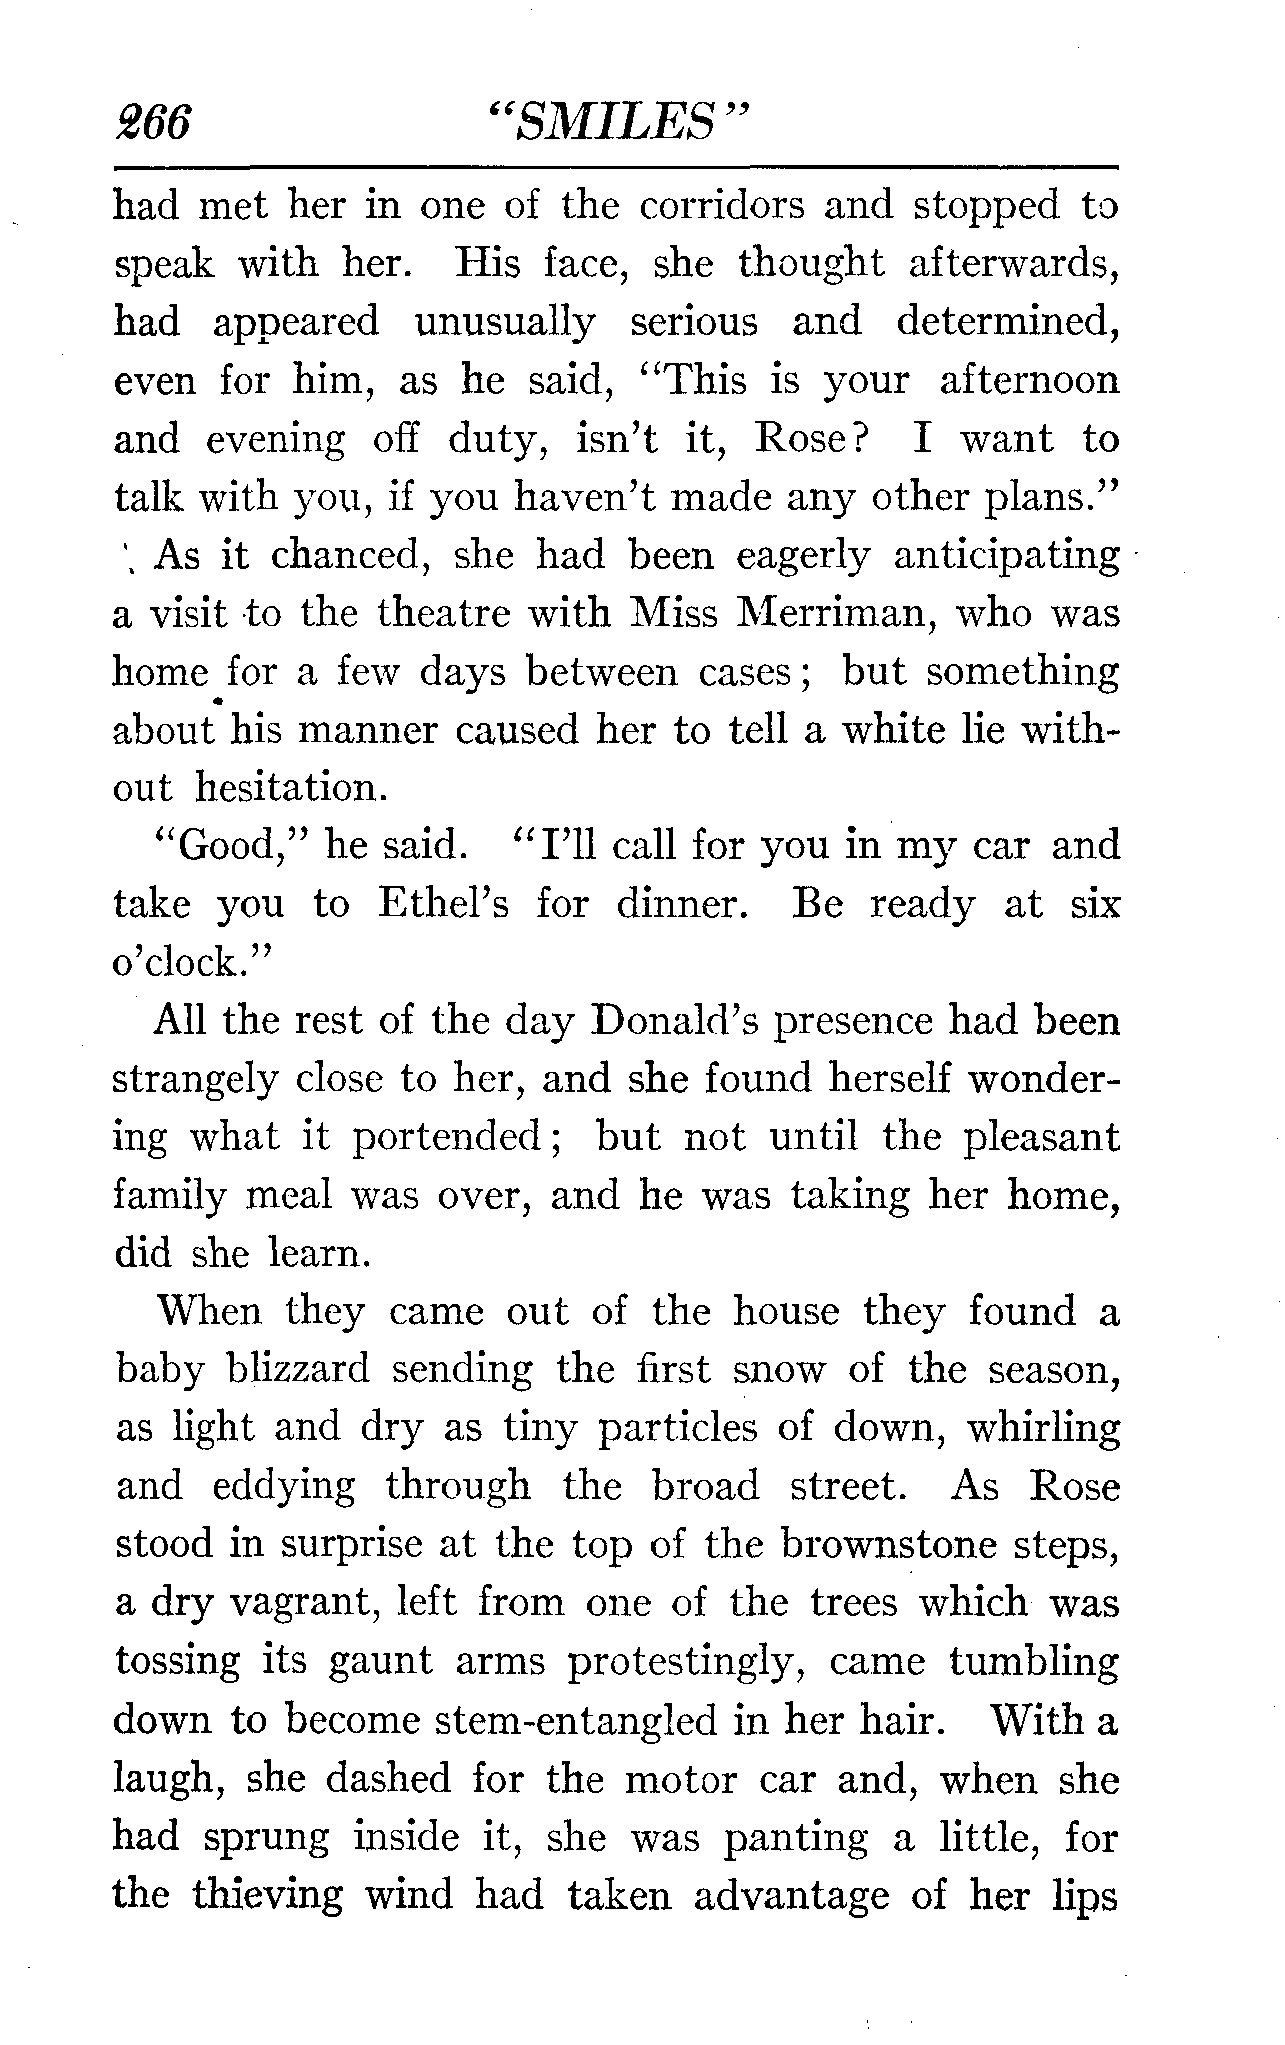 266 "SMILES"
had met her in one of the corridors and stopped to
speak with her. His face, she thought afterwards,
had appeared unusually serious and determined,
even for him, as he said, "This is your afternoon
and evening off duty, isn't it, Rose? I want to
talk with you, if you haven't made any other plans."
As it chanced, she had been eagerly anticipating
a visit to the theatre with Miss Merriman, who was
home for a few days between cases; but something
about his manner caused her to tell a white lie with-
out hesitation.
"Good," he said. "I'll call for you in my car and
take you to Ethel's for dinner. Be ready at six
o'clock."
All the rest of the day Donald's presence had been
strangely close to her, and she found herself wonder-
ing what it portended; but not until the pleasant
family meal was over, and he was taking her home,
did she learn.
When they came out of the house they found a
baby blizzard sending the first snow of the season,
as light and dry as tiny particles of down, whirling
and eddying through the broad street. As Rose
stood in surprise at the top of the brownstone steps,
a dry vagrant, left from one of the trees which was
tossing its gaunt arms protestingly, came tumbling
down to become stem-entangled in her hair. With a
laugh, she dashed for the motor car and, when she
had sprung inside it, she was panting a little, for
the thieving wind had taken advantage of her lips